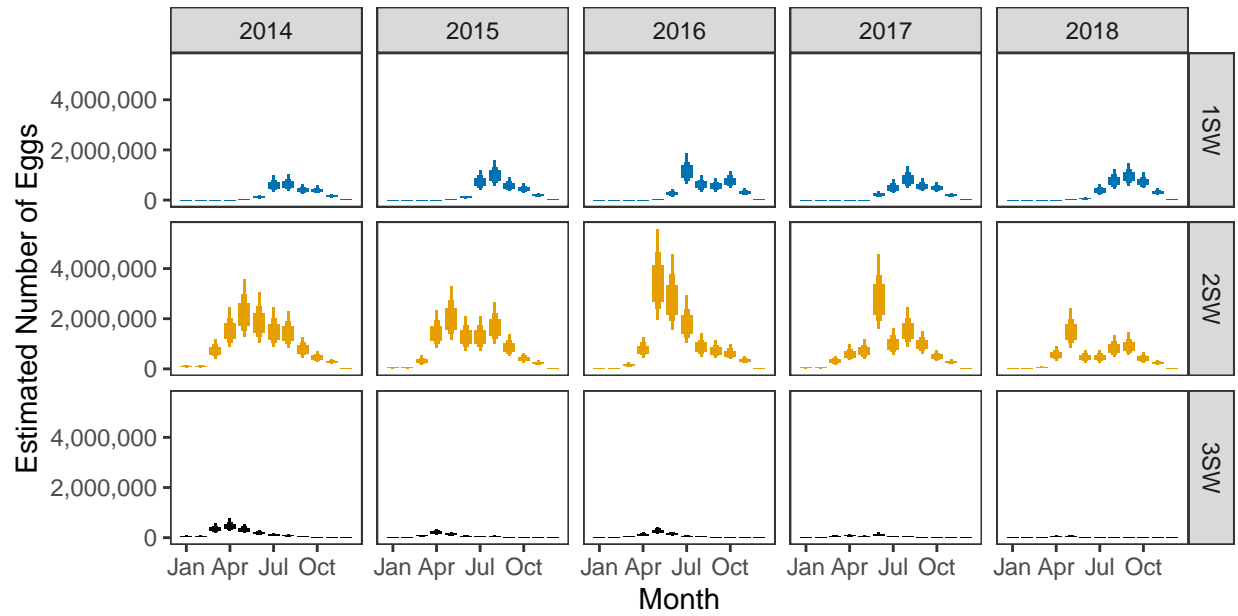 2014 2015 2016 2017 2018
Estimated Number of Eggs
4,000,000
2,000,000
0
1SW
4,000,000
2,000,000
0
2SW
4,000,000
2,000,000
0
3SW
Jan Apr Jul Oct Jan Apr Jul Oct Jan Apr Jul Oct Jan Apr Jul Oct Jan Apr Jul Oct
Month